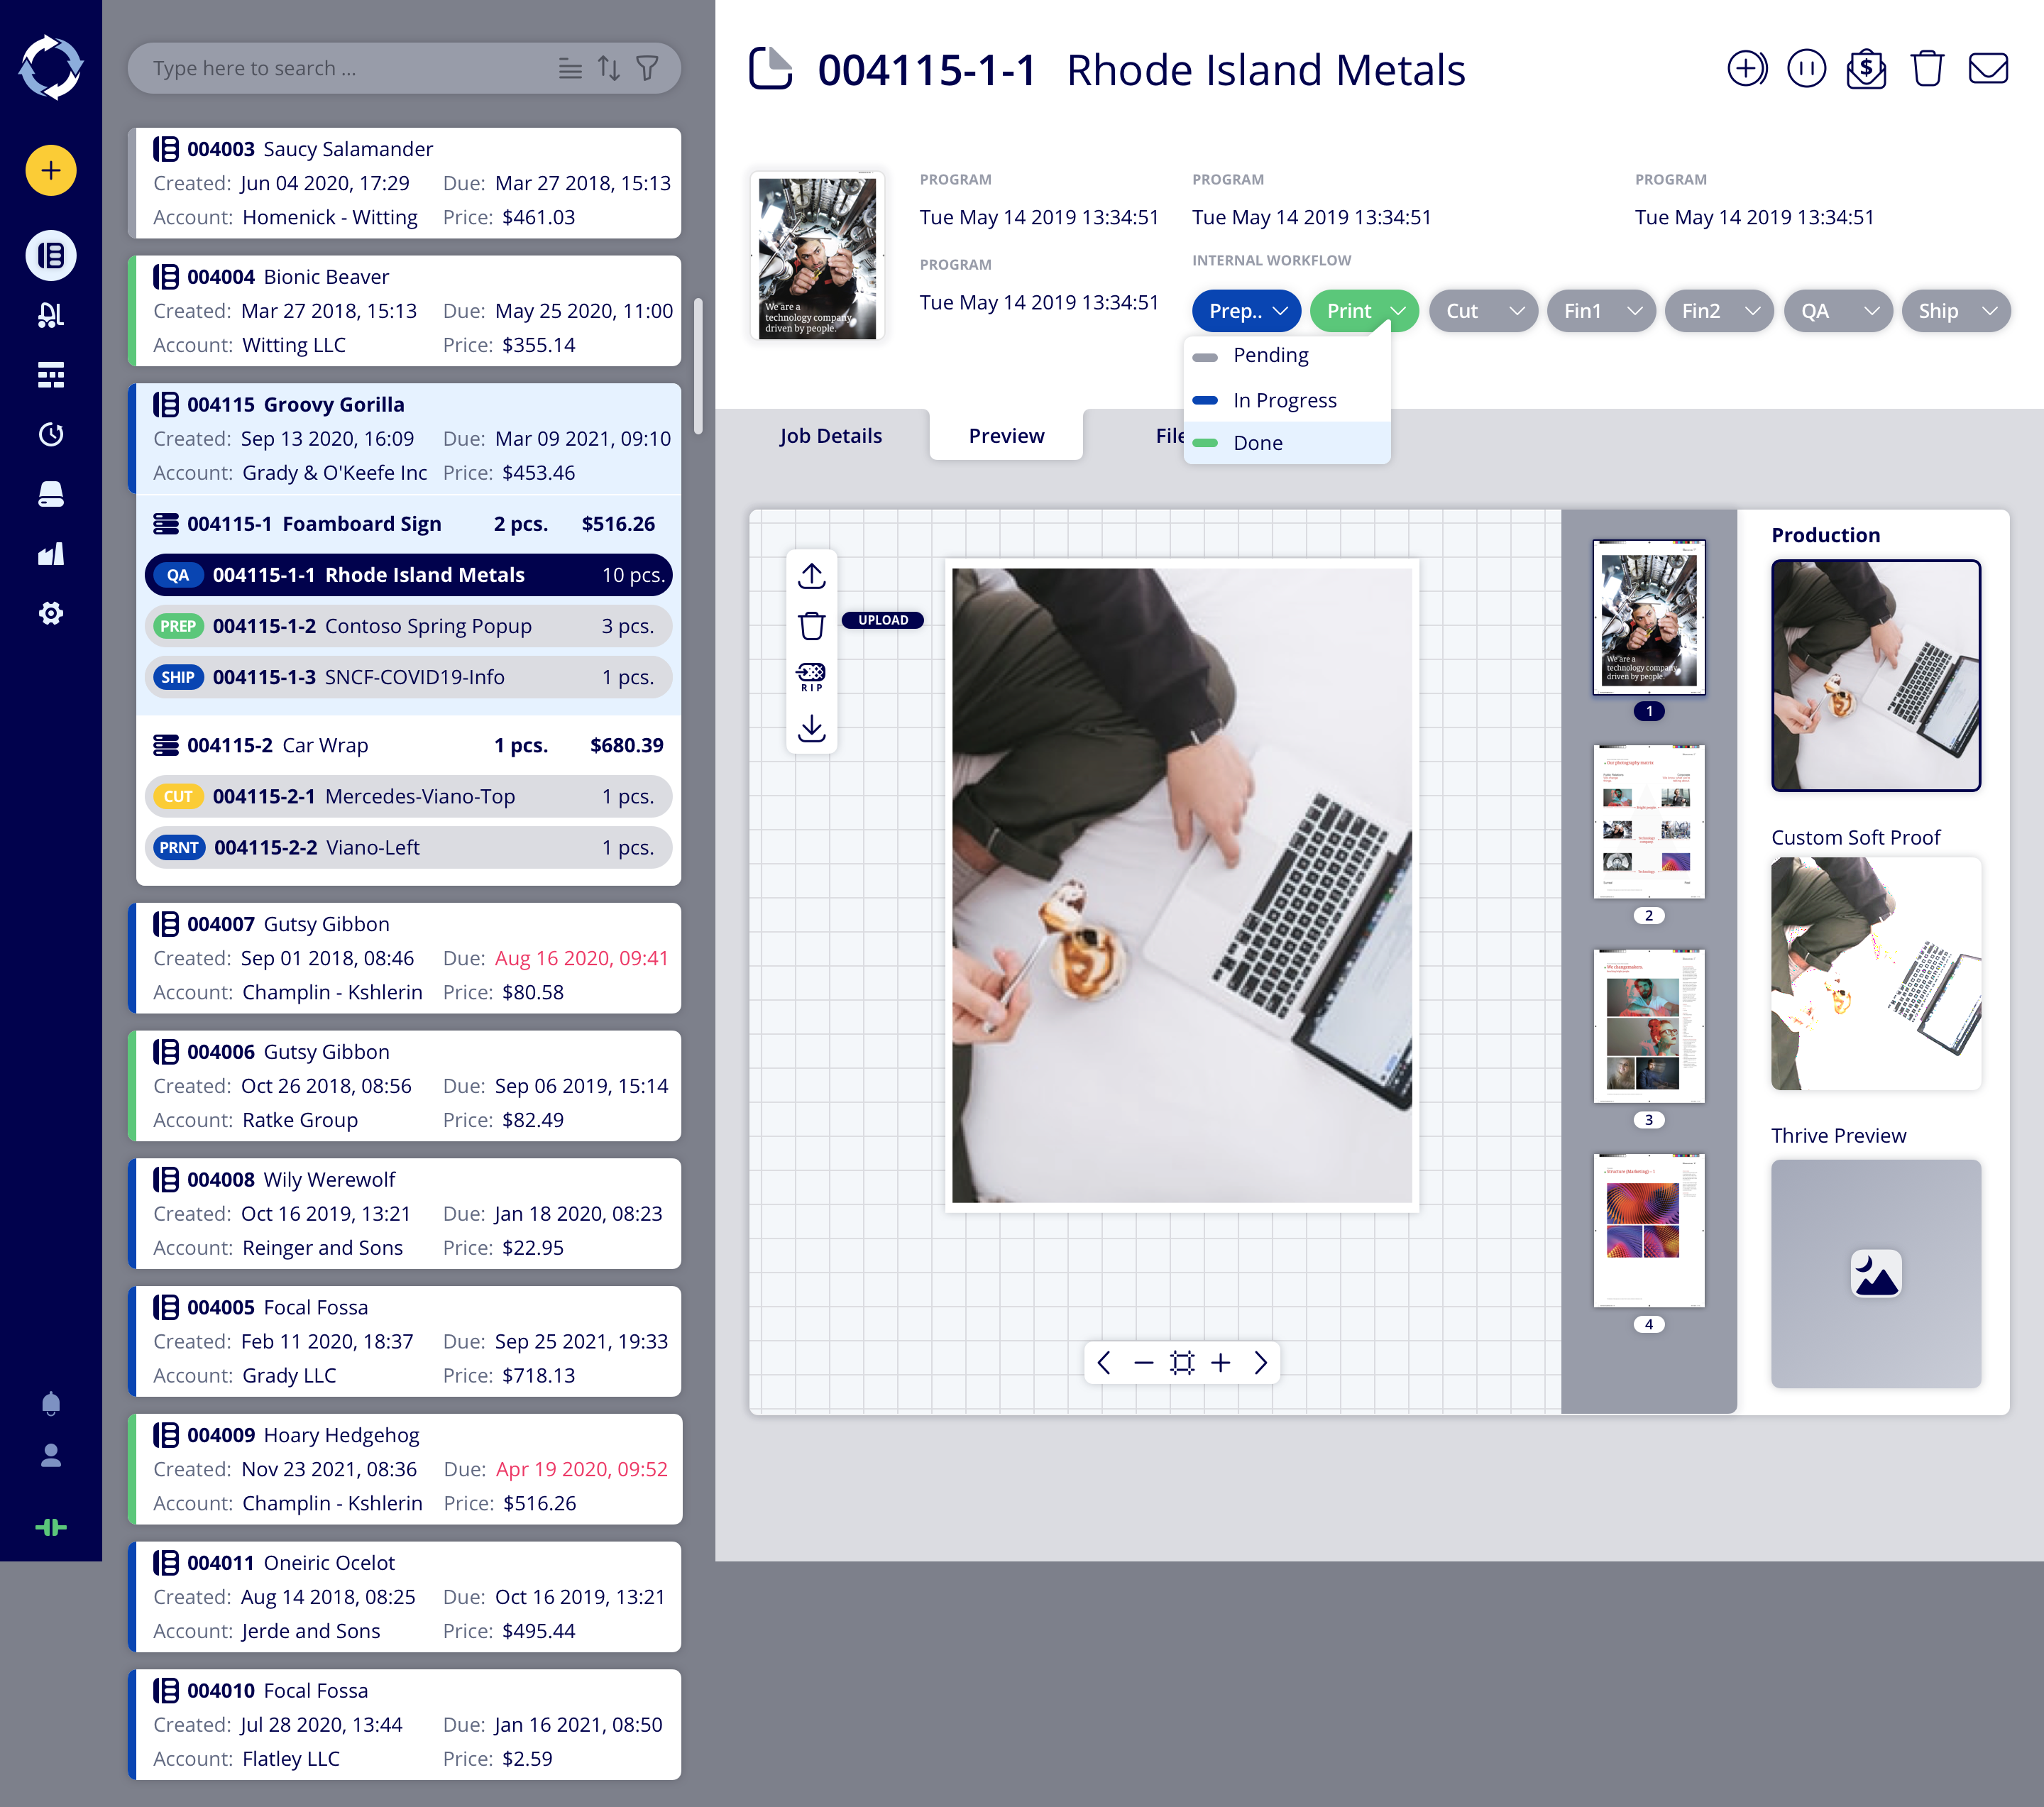 Type here to search ...
004003 Saucy Salamander
Created: Jun 04 2020, 17:29 Due: Mar 27 2018, 15:13
Account: Homenick - Witting Price: $461.03
004004 Bionic Beaver
Created: Mar 27 2018, 15:13 Due: May 25 2020, 11:00
Account: Witting LLC Price: $355.14
004115 Groovy Gorilla
Created: Sep 13 2020, 16:09 Due: Mar 09 2021, 09:10
Account: Grady & O'Keefe Inc Price: $453.46
004115-1 Foamboard Sign 2 pcs. $516.26
QA 004115-1-1 Rhode Island Metals 10 pcs.
PREP 004115-1-2 Contoso Spring Popup 3 pcs.
SHIP 004115-1-3 SNCF-COVID19-Info 1 pcs.
004115-2 Car Wrap 1 pcs. $680.39
CUT 004115-2-1 Mercedes-Viano-Top 1 pcs.
PRNT 004115-2-2 Viano-Left 1 pcs.
004007 Gutsy Gibbon
Created: Sep 01 2018, 08:46 Due: Aug 16 2020, 09:41
Account: Champlin - Kshlerin Price: $80.58
004006 Gutsy Gibbon
Created: Oct 26 2018, 08:56 Due: Sep 06 2019, 15:14
Account: Ratke Group Price: $82.49
004008 Wily Werewolf
Created: Oct 16 2019, 13:21 Due: Jan 18 2020, 08:23
Account: Reinger and Sons Price: $22.95
004005 Focal Fossa
Created: Feb 11 2020, 18:37 Due: Sep 25 2021, 19:33
Account: Grady LLC Price: $718.13
004009 Hoary Hedgehog
Created: Nov 23 2021, 08:36 Due: Apr 19 2020, 09:52
Account: Champlin - Kshlerin Price: $516.26
004011 Oneiric Ocelot
Created: Aug 14 2018, 08:25 Due: Oct 16 2019, 13:21
Account: Jerde and Sons Price: $495.44
004010 Focal Fossa
Created: Jul 28 2020, 13:44 Due: Jan 16 2021, 08:50
Account: Flatley LLC Price: $2.59
004115-1-1 Rhode Island Metals
$
We are a
technology company
driven by people.
PROGRAM
Tue May 14 2019 13:34:51
PROGRAM
Tue May 14 2019 13:34:51
PROGRAM
Tue May 14 2019 13:34:51
PROGRAM
Tue May 14 2019 13:34:51
INTERNAL WORKFLOW
Prep.. Print Cut Fin1 Fin2 QA Ship
Pending
In Progress
Done
Job Details Preview File
UPLOAD
RIP
We are a
technology company
driven by people.
1
Our photography matrix
2
We changemakers.
3
Structure (Marketing) – 1
4
Production
Custom Soft Proof
Thrive Preview